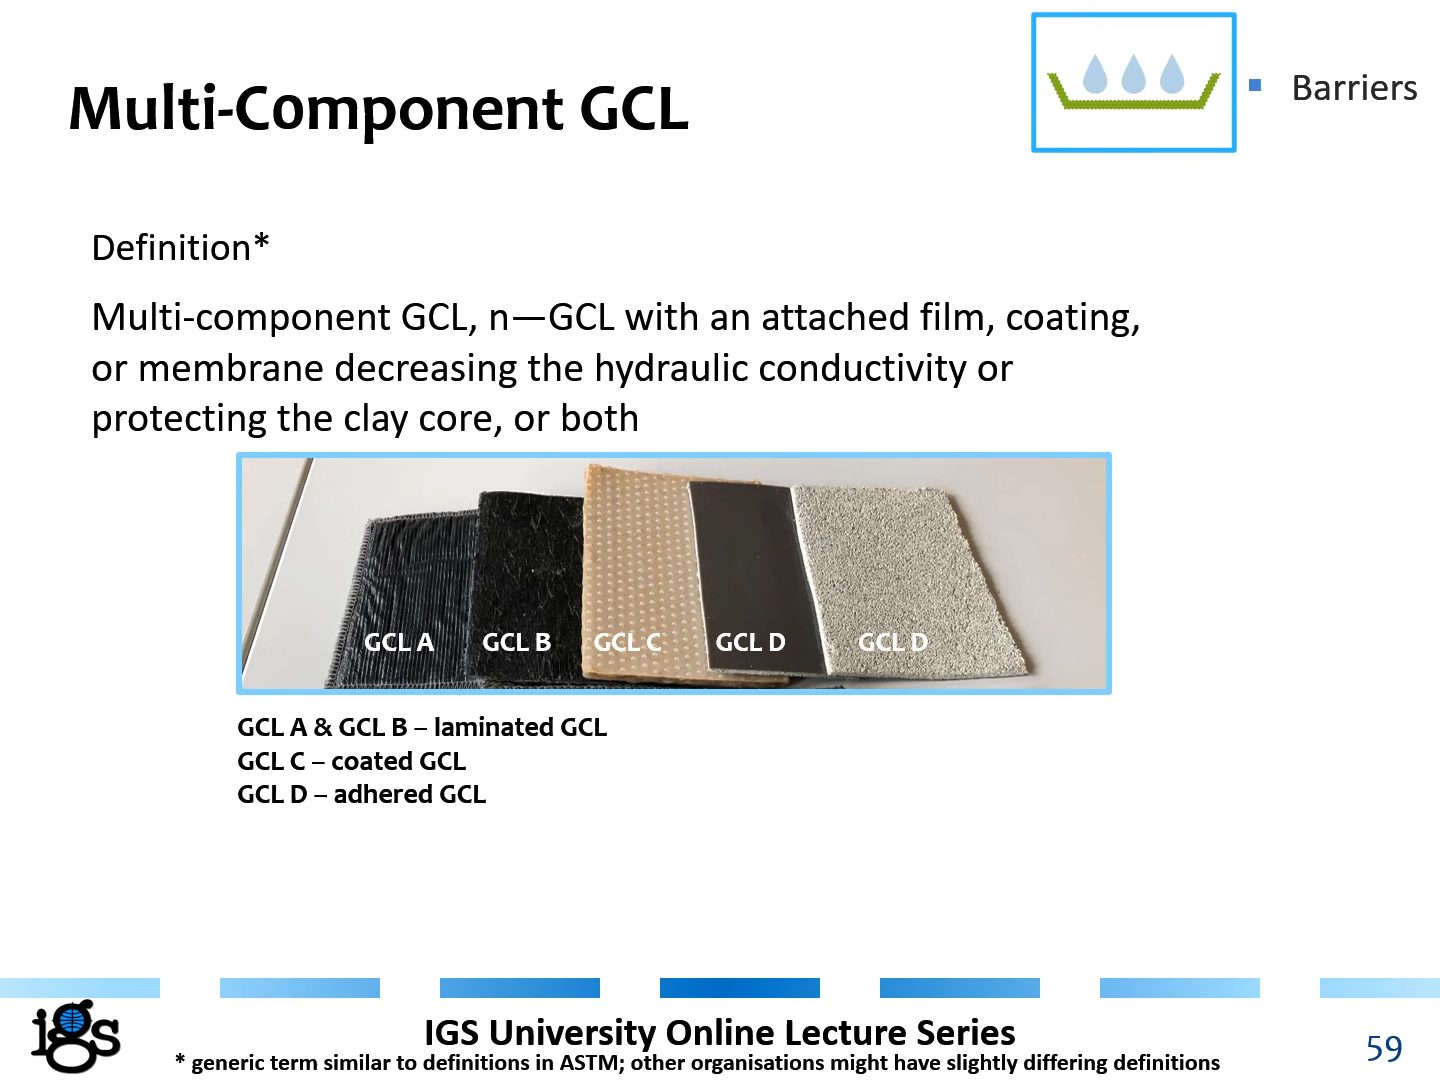 Multi-C0mponent GCL
▪ Barriers
Definition*
Multi-component GCL, n—GCL with an attached film, coating,
or membrane decreasing the hydraulic conductivity or
protecting the clay core, or both
GCL A GCL B GCL C GCL D GCL D
GCL A & GCL B – laminated GCL
GCL C – coated GCL
GCL D – adhered GCL
igs
IGS University Online Lecture Series
* generic term similar to definitions in ASTM; other organisations might have slightly differing definitions
59